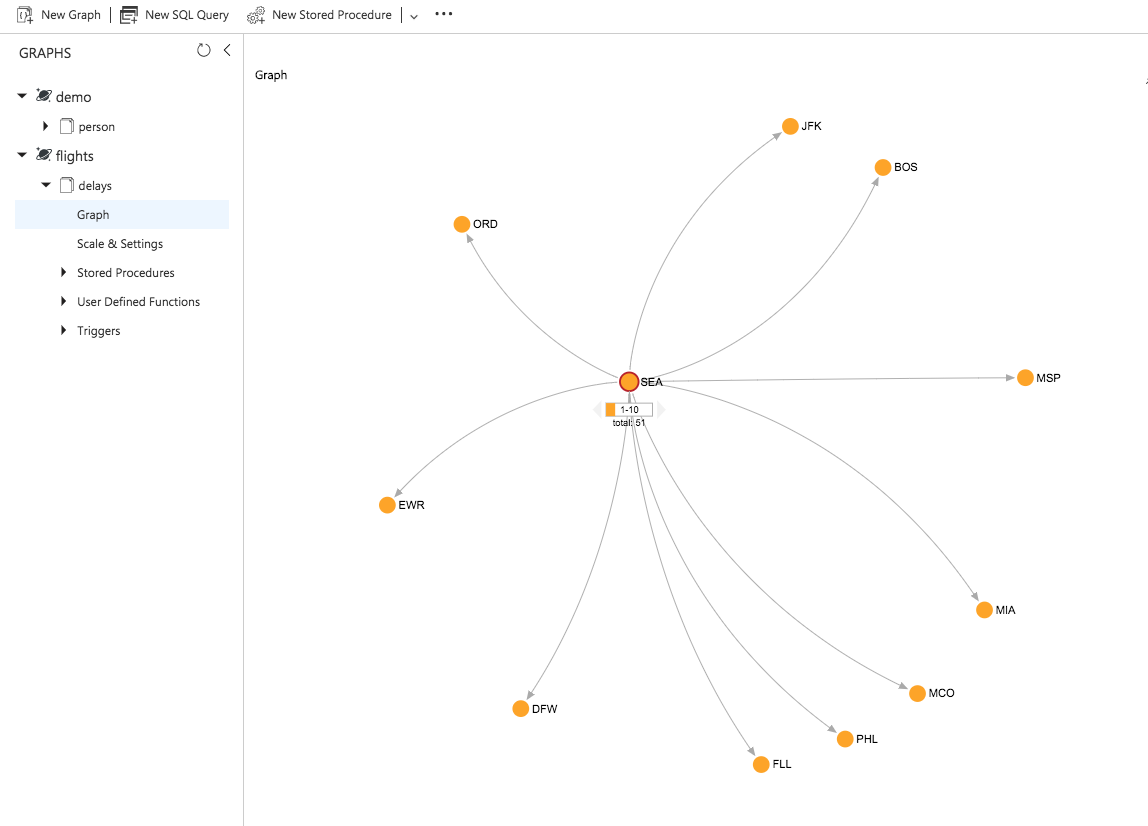 New Graph New SQL Query New Stored Procedure
GRAPHS
demo
person
flights
delays
Graph
Scale & Settings
Stored Procedures
User Defined Functions
Triggers
Graph
JFK
BOS
ORD
SEA
1-10
total: 51
MSP
EWR
MIA
MCO
DFW
PHL
FLL